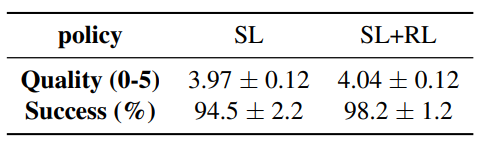 policy SL SL+RL
Quality (0-5) 3.97 ± 0.12 4.04 ± 0.12
Success (%) 94.5 ± 2.2 98.2 ± 1.2